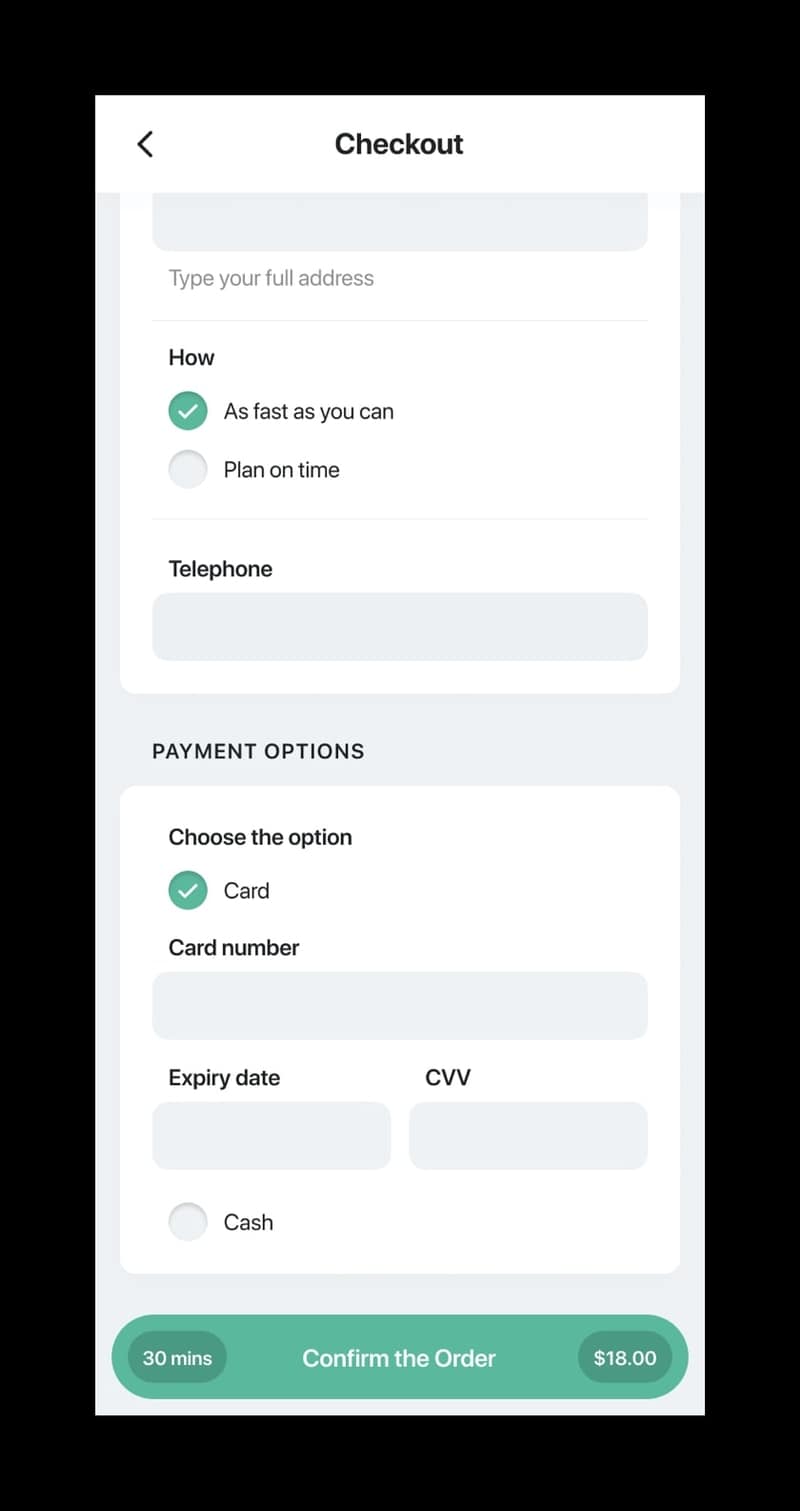 Checkout
Type your full address
How
As fast as you can
Plan on time
Telephone
PAYMENT OPTIONS
Choose the option
Card
Card number
Expiry date CVV
Cash
30 mins Confirm the Order $18.00